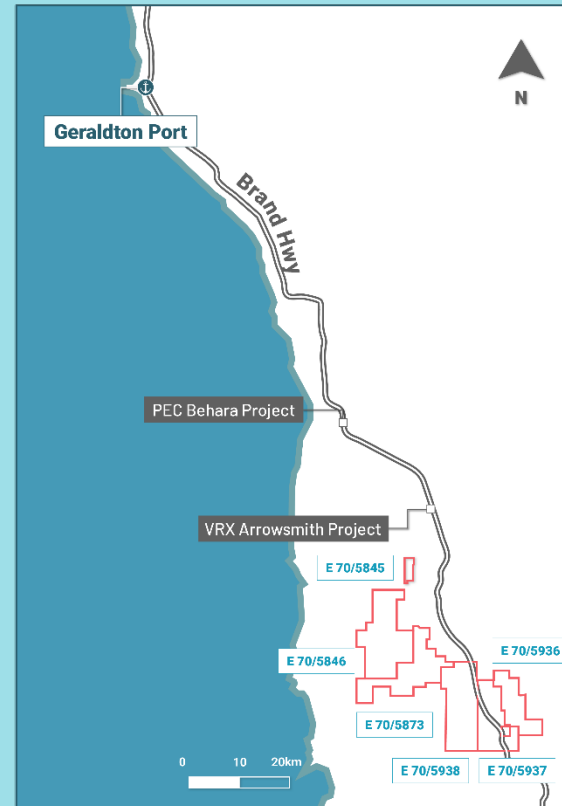 N
Geraldton Port
Brand Hwy
PEC Behara Project
VRX Arrowsmith Project
E 70/5845
E 70/5936
E 70/5846
E 70/5873
E 70/5938
E 70/5937
0 10 20km